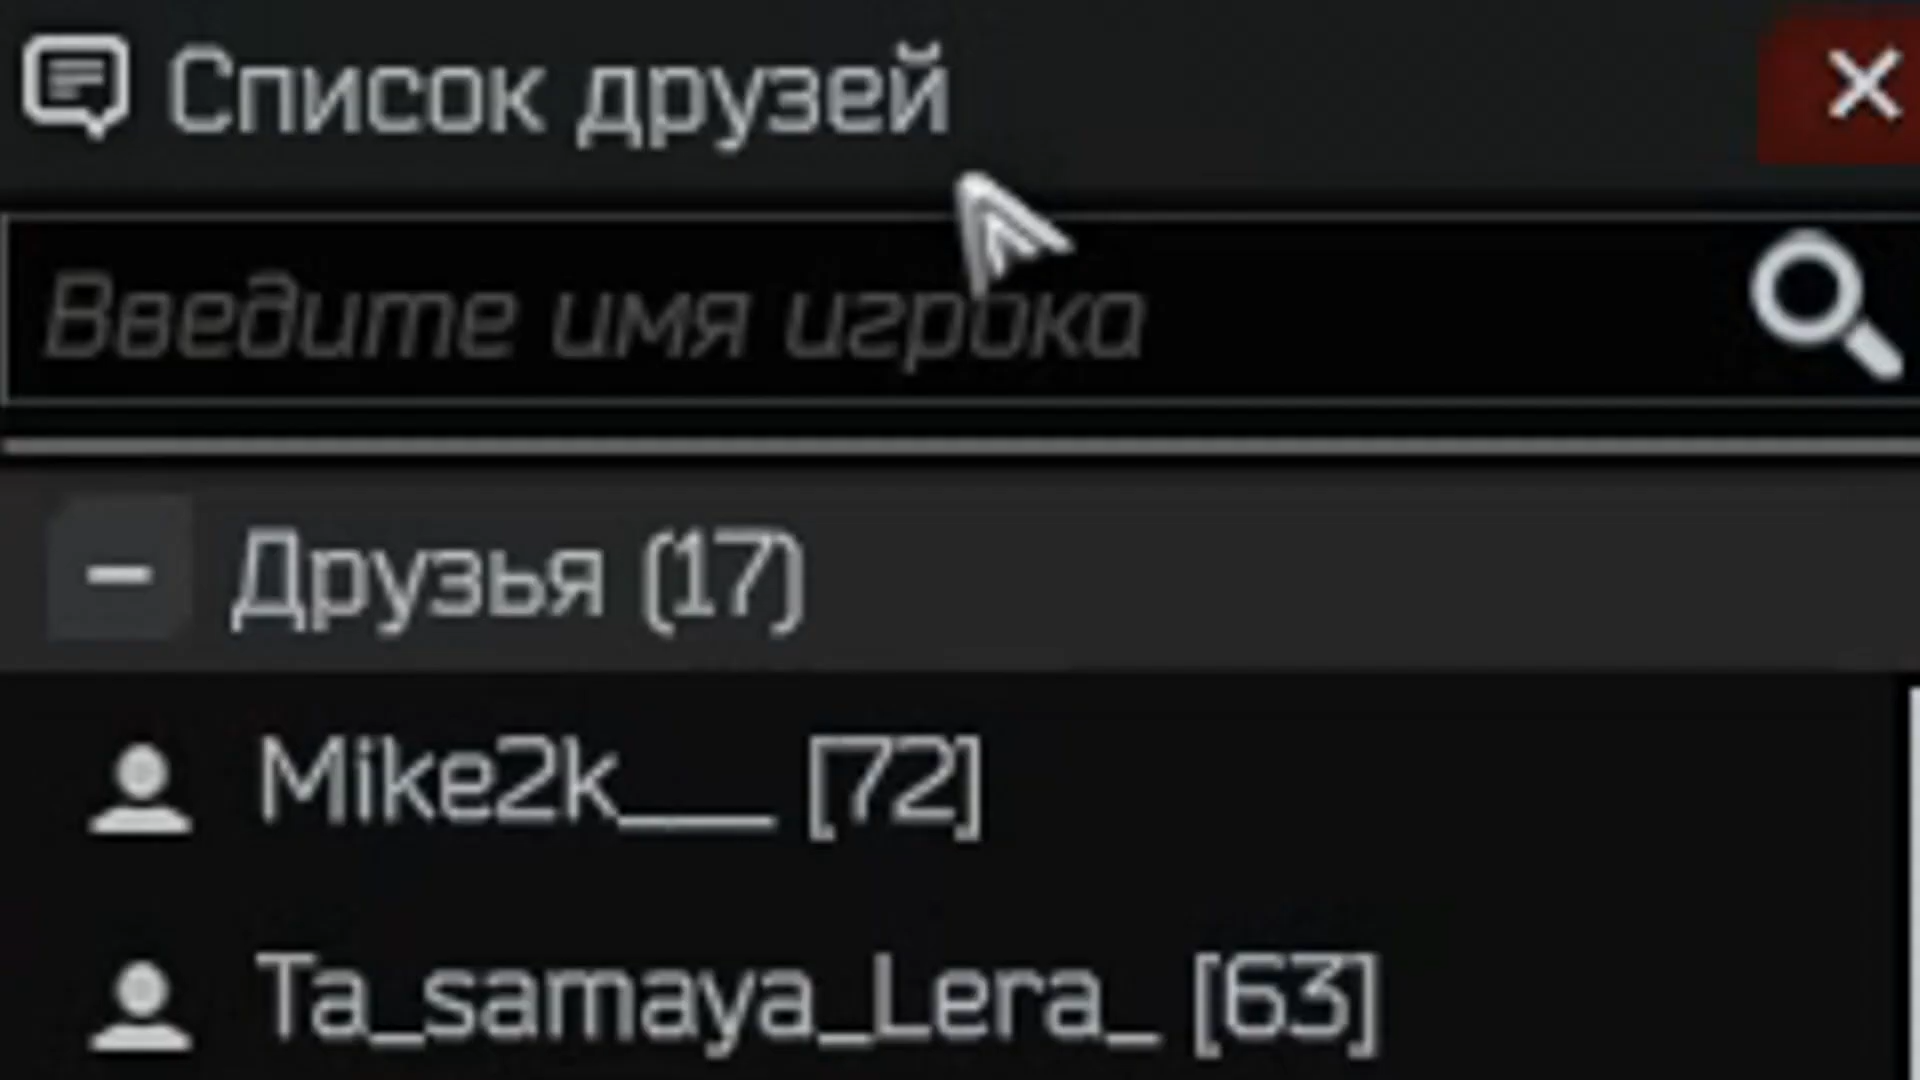 Список друзей
Введите имя игрока
Друзья (17)
Mike2k___ [72]
Ta_samaya_Lera_ [63]